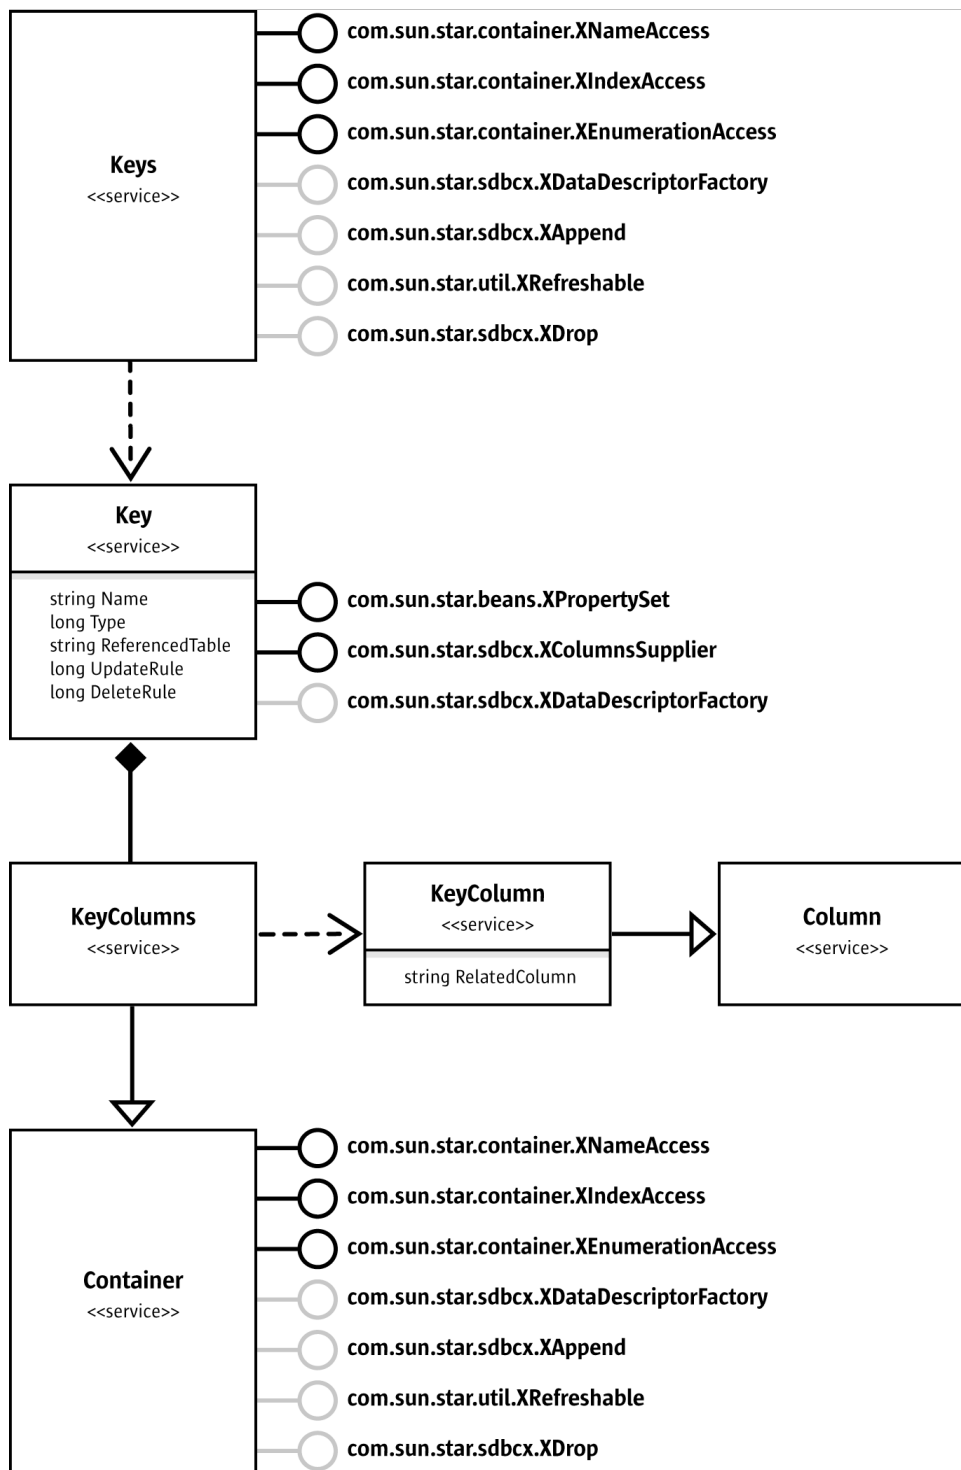 com.sun.star.container.XNameAccess
com.sun.star.container.XIndexAccess
com.sun.star.container.XEnumerationAccess
Keys
<<service>>
com.sun.star.sdbcx.XDataDescriptorFactory
com.sun.star.sdbcx.XAppend
com.sun.star.util.XRefreshable
com.sun.star.sdbcx.XDrop
Key
<<service>>
string Name
long Type
string ReferencedTable
long UpdateRule
long DeleteRule
com.sun.star.beans.XPropertySet
com.sun.star.sdbcx.XColumnsSupplier
com.sun.star.sdbcx.XDataDescriptorFactory
KeyColumns
<<service>>
KeyColumn
<<service>>
string RelatedColumn
Column
<<service>>
com.sun.star.container.XNameAccess
com.sun.star.container.XIndexAccess
com.sun.star.container.XEnumerationAccess
Container
<<service>>
com.sun.star.sdbcx.XDataDescriptorFactory
com.sun.star.sdbcx.XAppend
com.sun.star.util.XRefreshable
com.sun.star.sdbcx.XDrop